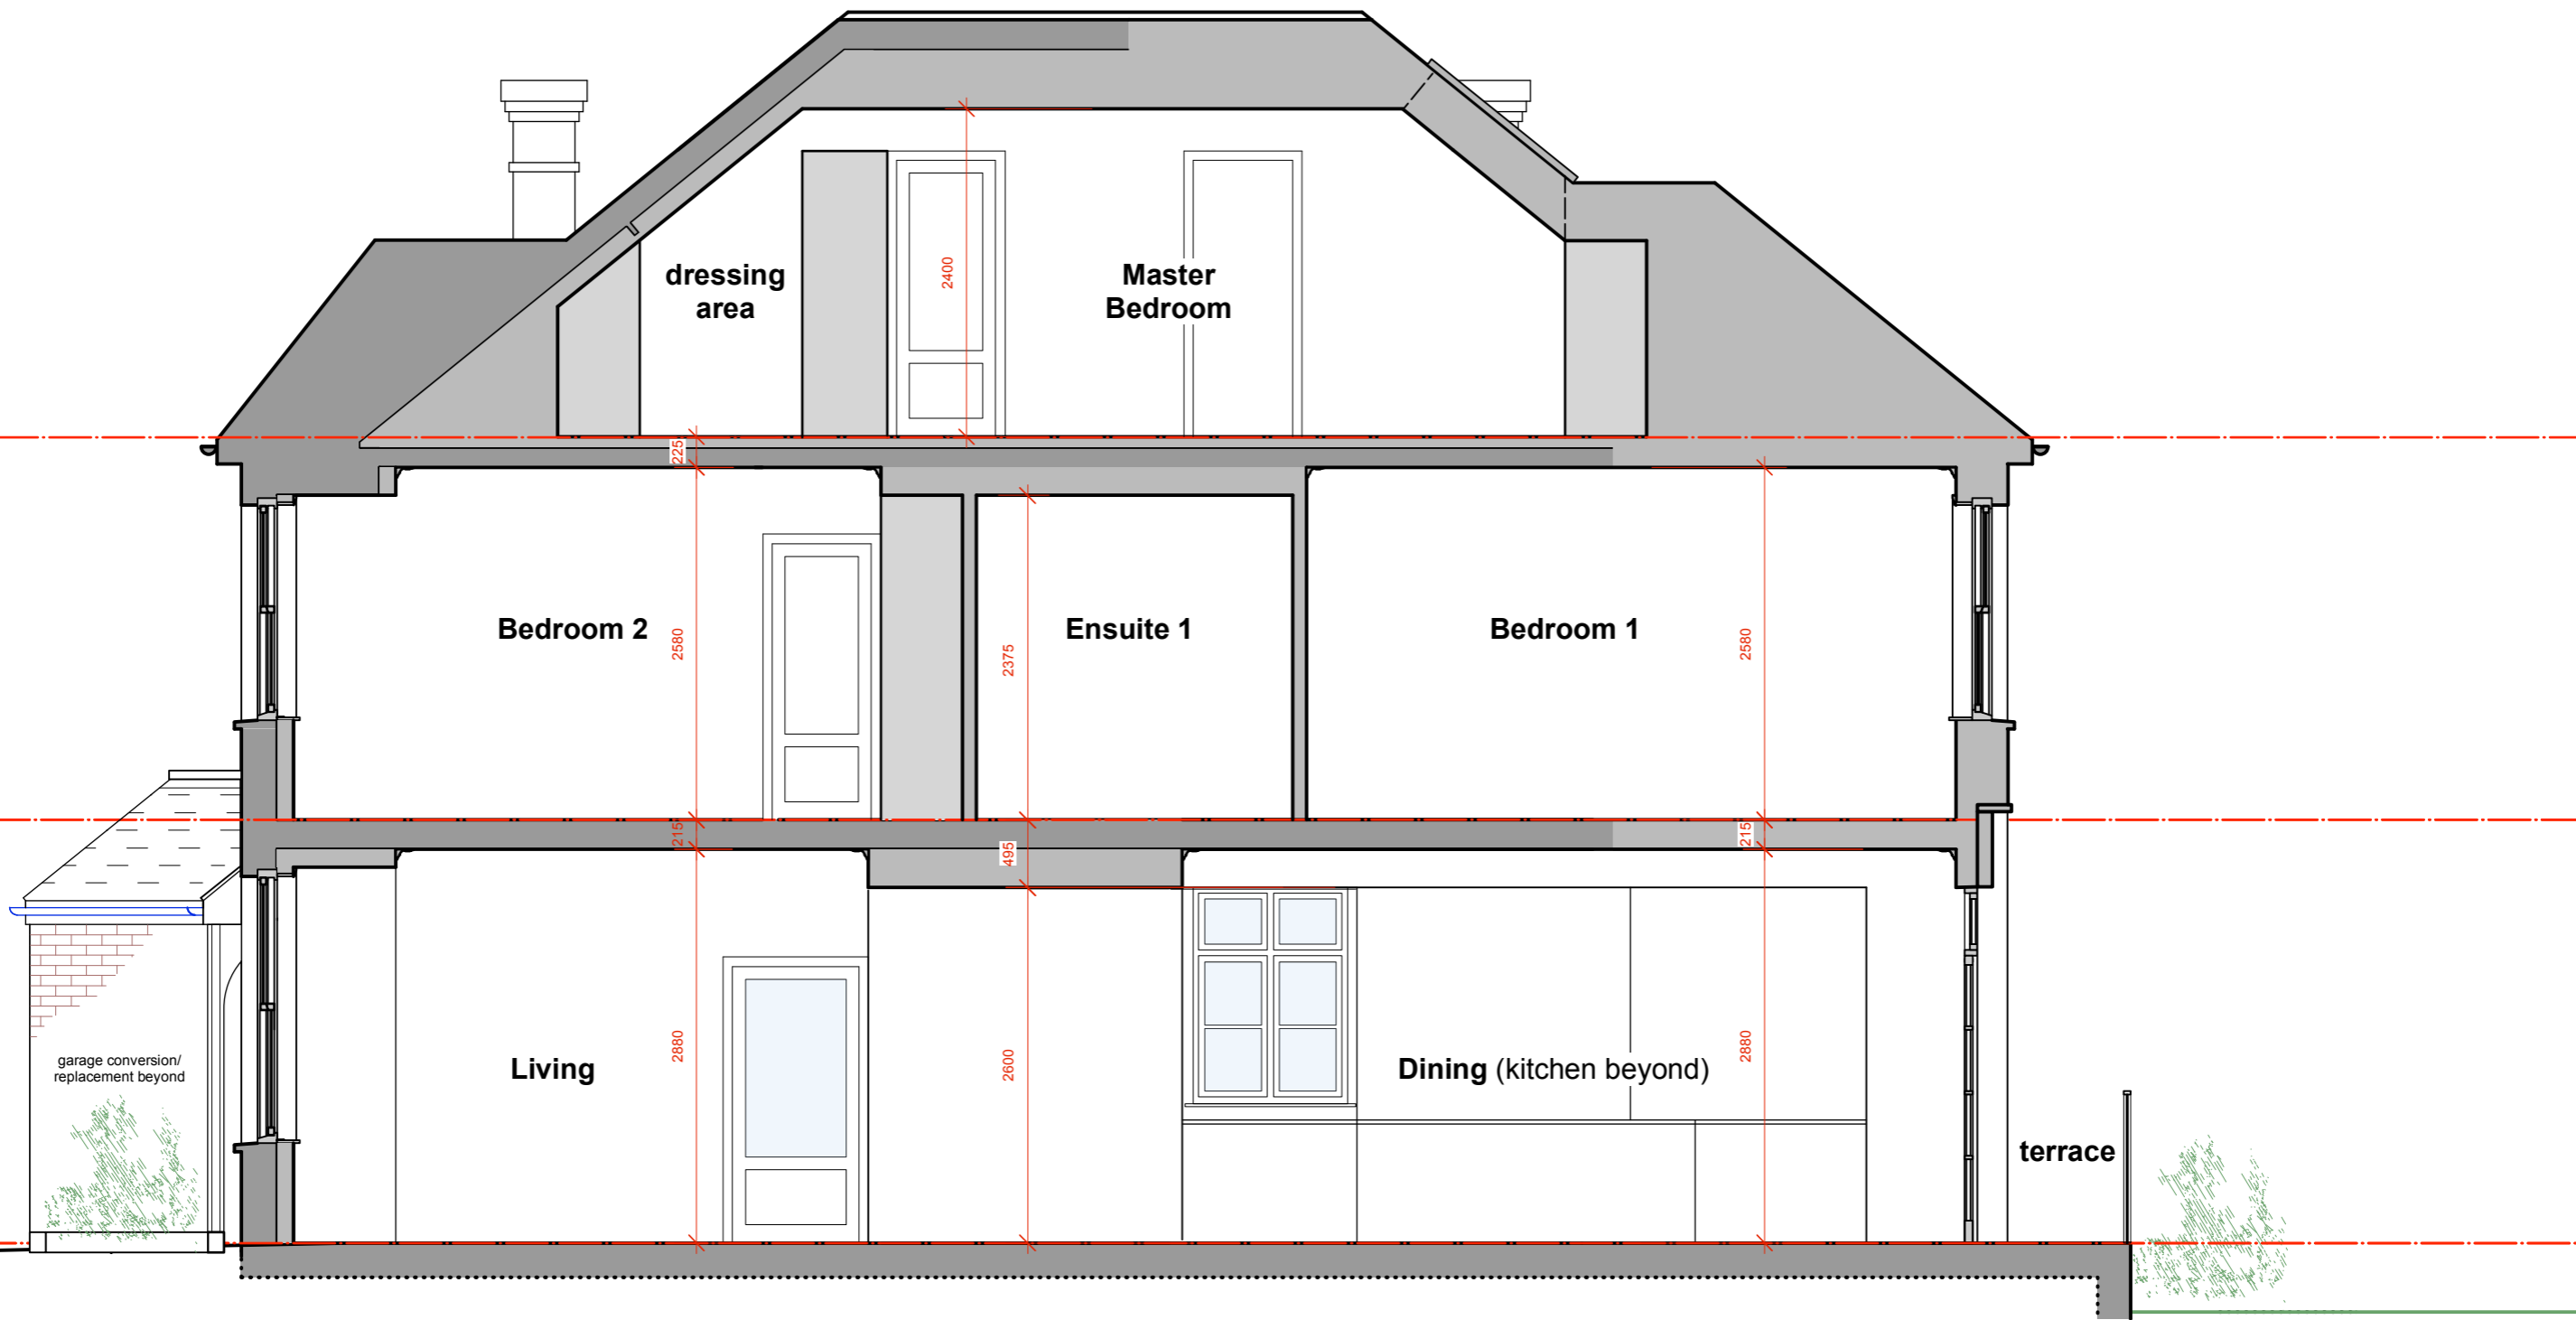 dressing
area
2400
Master
Bedroom
225
Bedroom 2
2580
2375
Ensuite 1
Bedroom 1
2580
215
495
215
garage conversion/
replacement beyond
Living
2880
2600
Dining (kitchen beyond)
2880
terrace